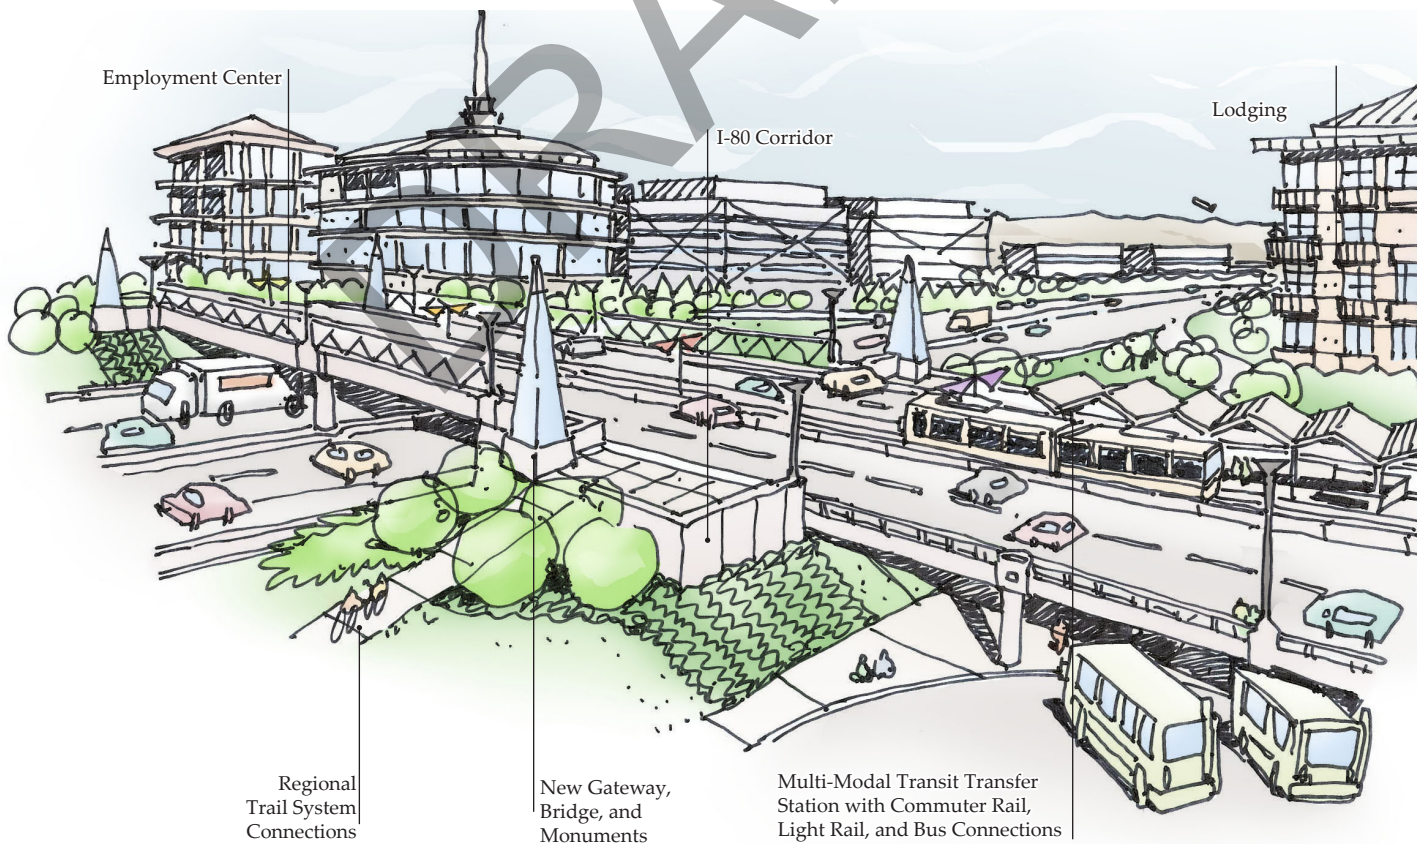 DRA
Employment Center
I-80 Corridor
Lodging
Regional
Trail System
Connections
New Gateway,
Bridge, and
Monuments
Multi-Modal Transit Transfer
Station with Commuter Rail,
Light Rail, and Bus Connections